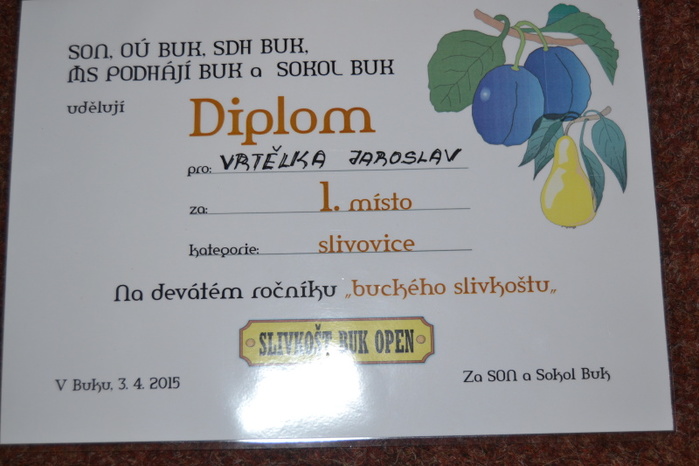 SON, OÚ BUK, SDH BUK,
MS PODHÁJÍ BUK a SOKOL BUK
udělují
Diplom
pro: VRTĚLKA JAROSLAV
za: 1. místo
kategorie: slivovice
Na devátém ročníku „buckého slivkoštu„
SLIVKOŠT BUK OPEN
V Buku, 3. 4. 2015
Za SON a Sokol Buk